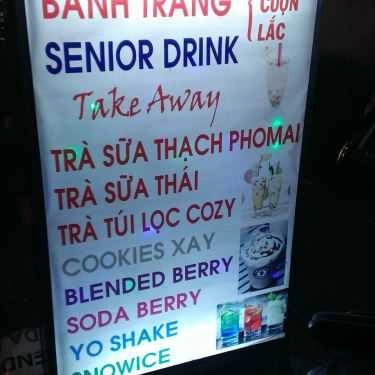 BÁNH TRÁNG { CUỘN
LẮC
SENIOR DRINK
Take Away
TRÀ SỮA THẠCH PHOMAI
TRÀ SỮA THÁI
TRÀ TÚI LỌC COZY
COOKIES XAY
BLENDED BERRY
SODA BERRY
YO SHAKE
SNOWICE